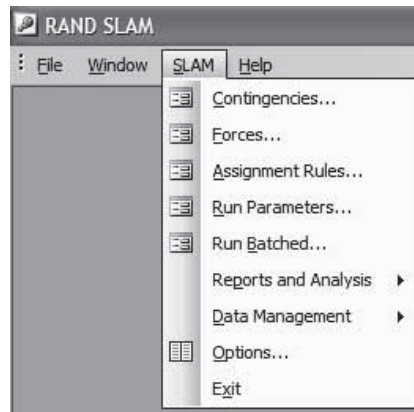 RAND SLAM
File Window SLAM Help
Contingencies...
Forces...
Assignment Rules...
Run Parameters...
Run Batched...
Reports and Analysis
Data Management
Options...
Exit